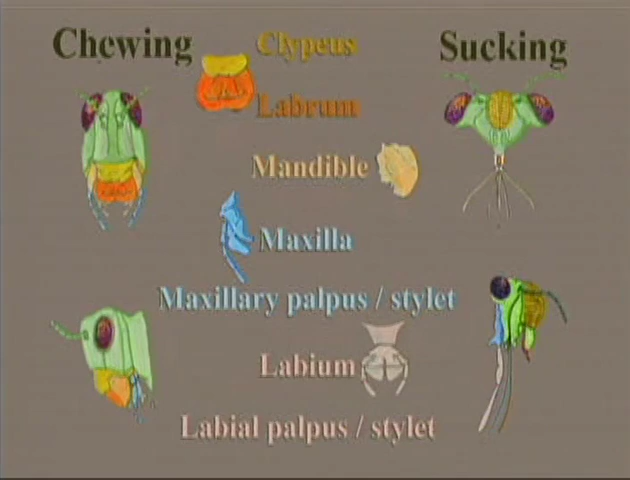 Chewing
Sucking
Clypeus
Labrum
Mandible
Maxilla
Maxillary palpus / stylet
Labium
Labial palpus / stylet